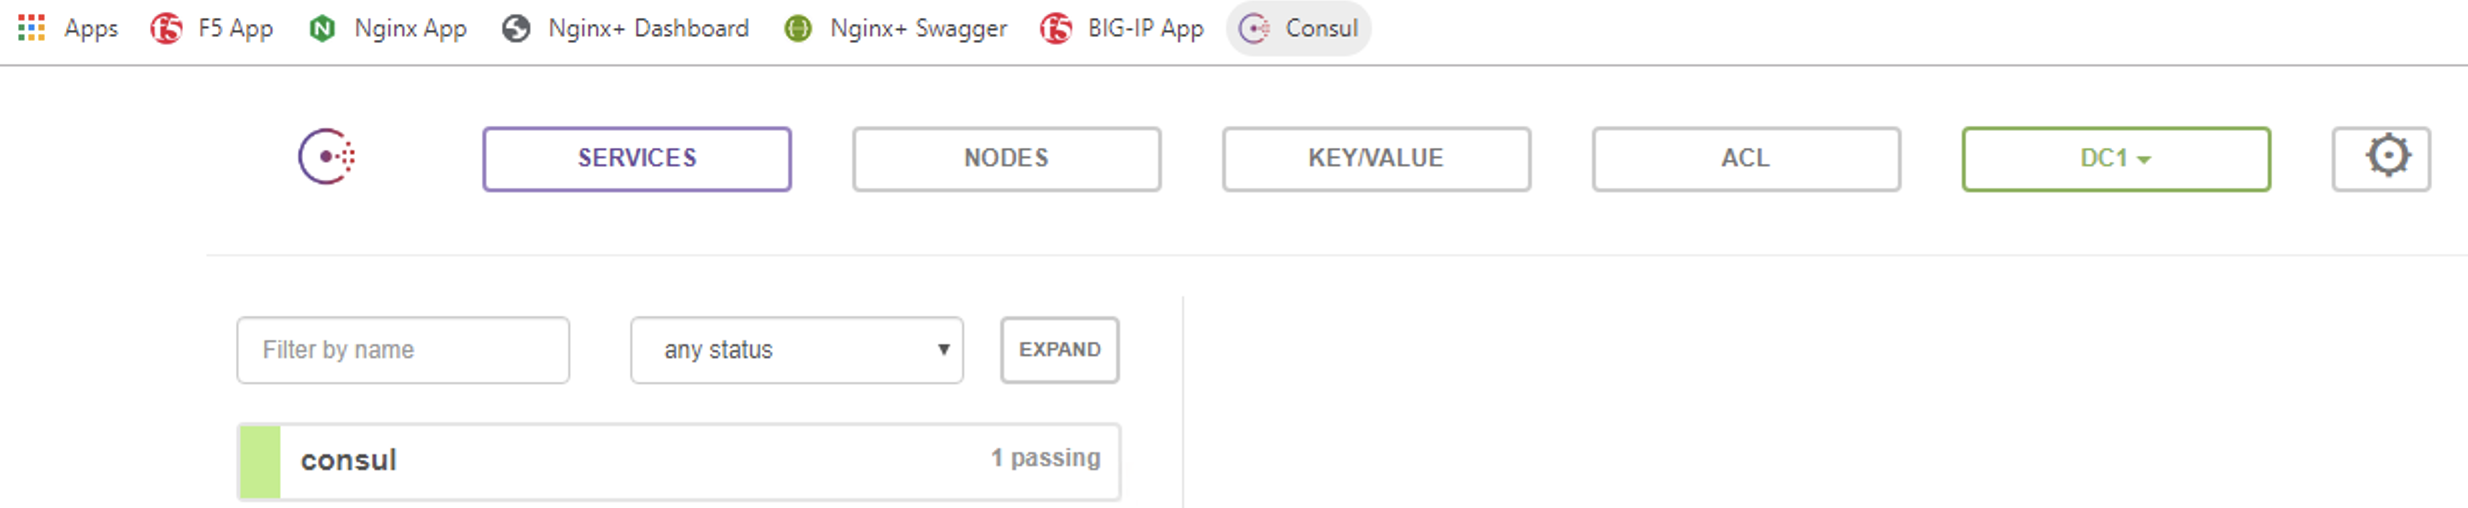 Apps F5 App Nginx App Nginx+ Dashboard Nginx+ Swagger BIG-IP App Consul
SERVICES NODES KEY/VALUE ACL DC1
Filter by name any status EXPAND
consul 1 passing